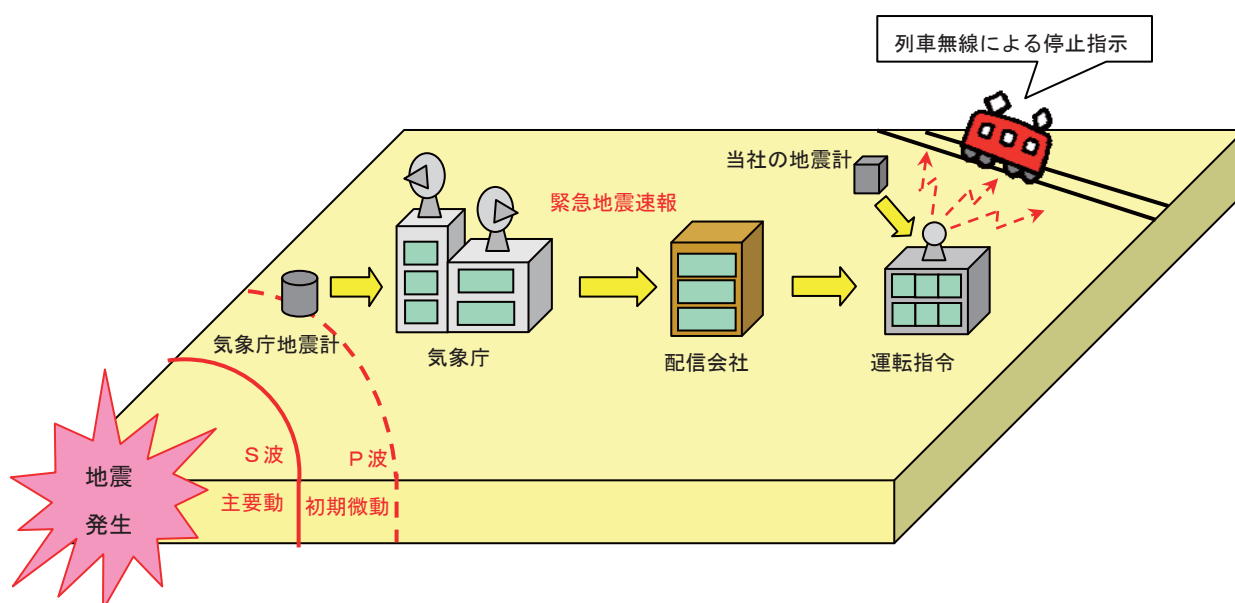 列車無線による停止指示
当社の地震計
緊急地震速報
気象庁地震計
気象庁
配信会社
運転指令
S波
P波
地震
発生
主要動
初期微動